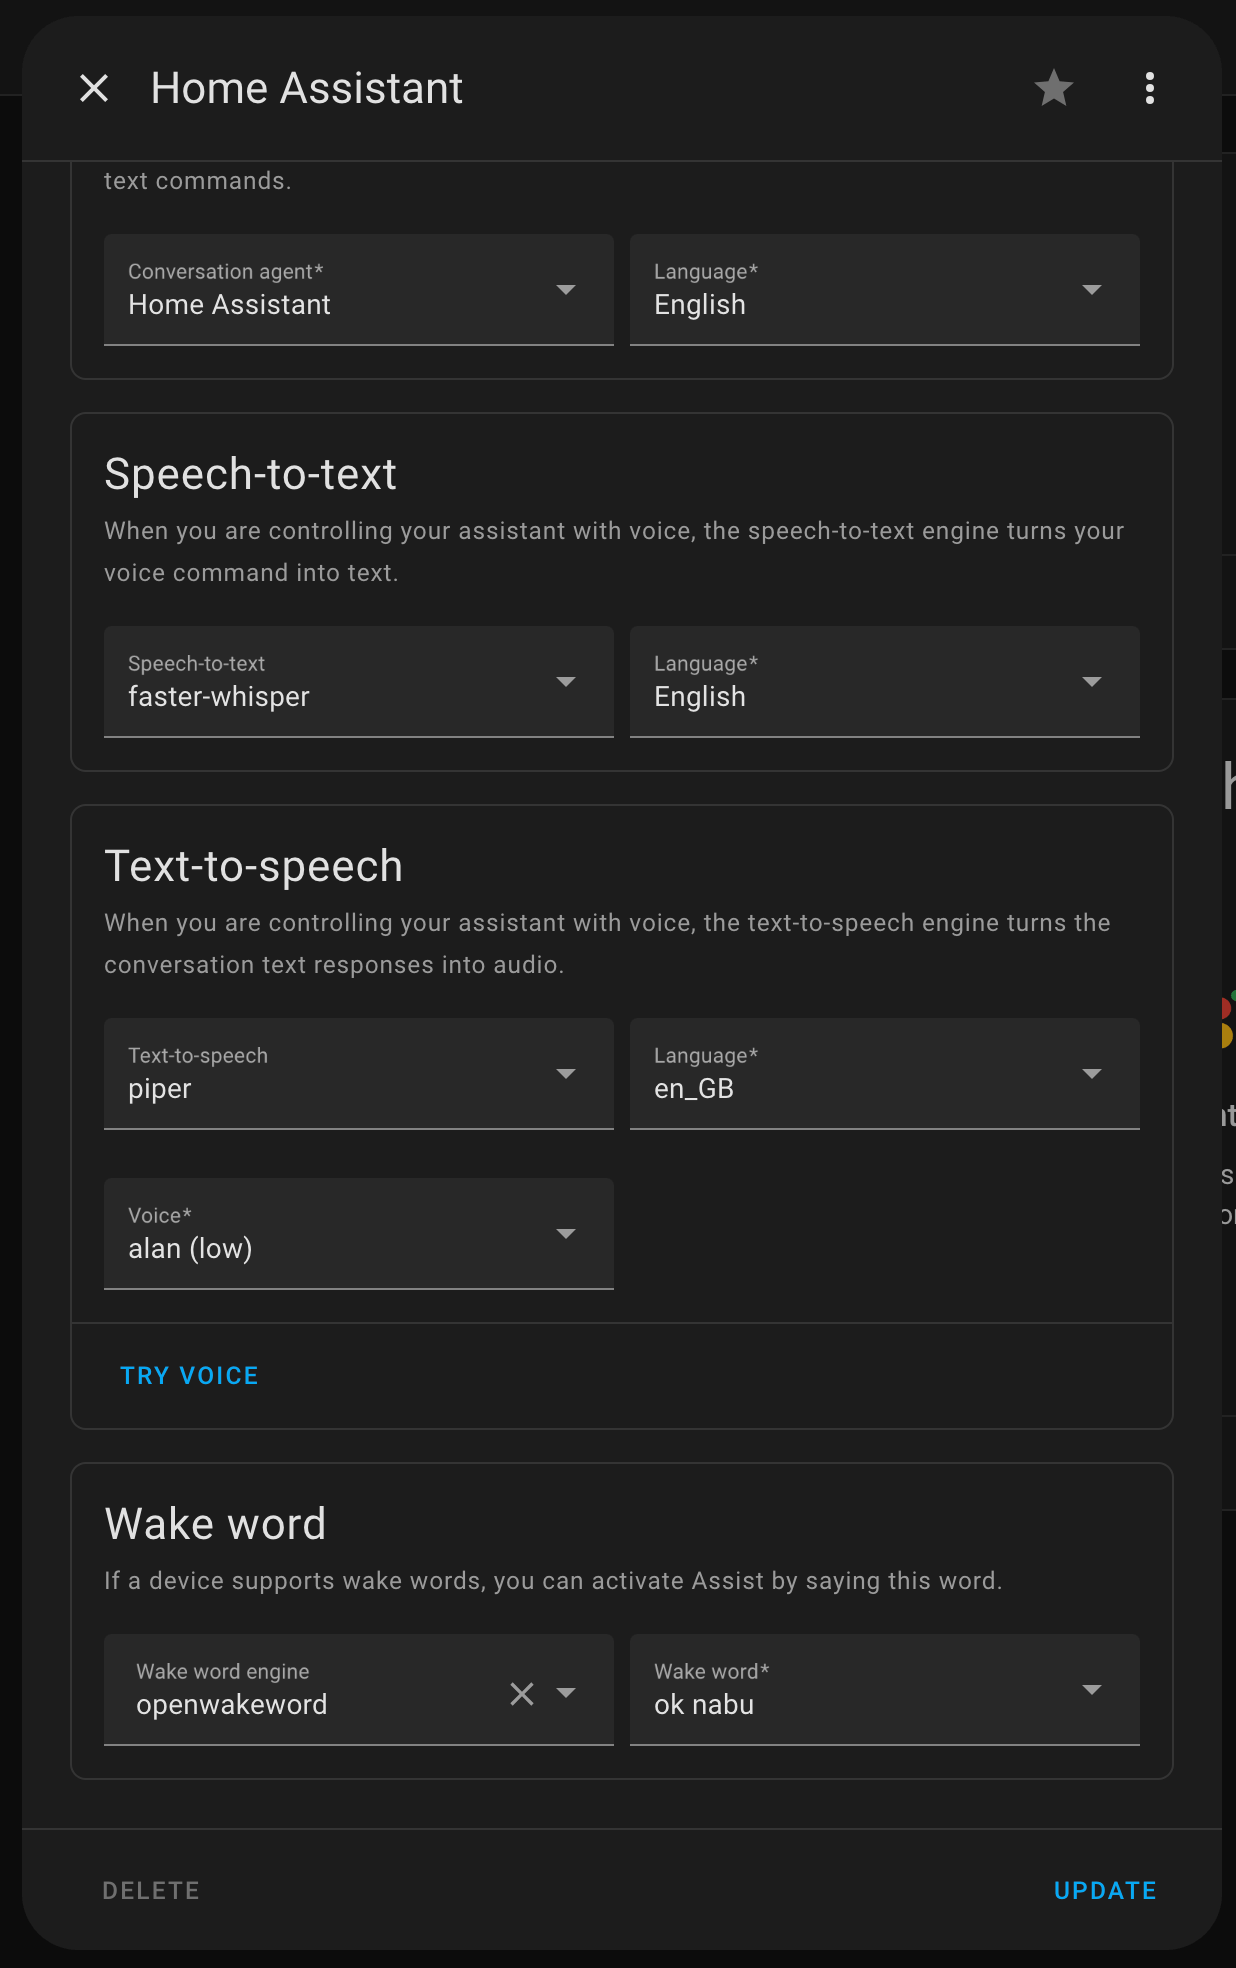 Home Assistant
text commands.
Conversation agent*
Home Assistant
Language*
English
Speech-to-text
When you are controlling your assistant with voice, the speech-to-text engine turns your
voice command into text.
Speech-to-text
faster-whisper
Language*
English
Text-to-speech
When you are controlling your assistant with voice, the text-to-speech engine turns the
conversation text responses into audio.
Text-to-speech
piper
Language*
en_GB
Voice*
alan (low)
TRY VOICE
Wake word
If a device supports wake words, you can activate Assist by saying this word.
Wake word engine
openwakeword
Wake word*
ok nabu
DELETE
UPDATE